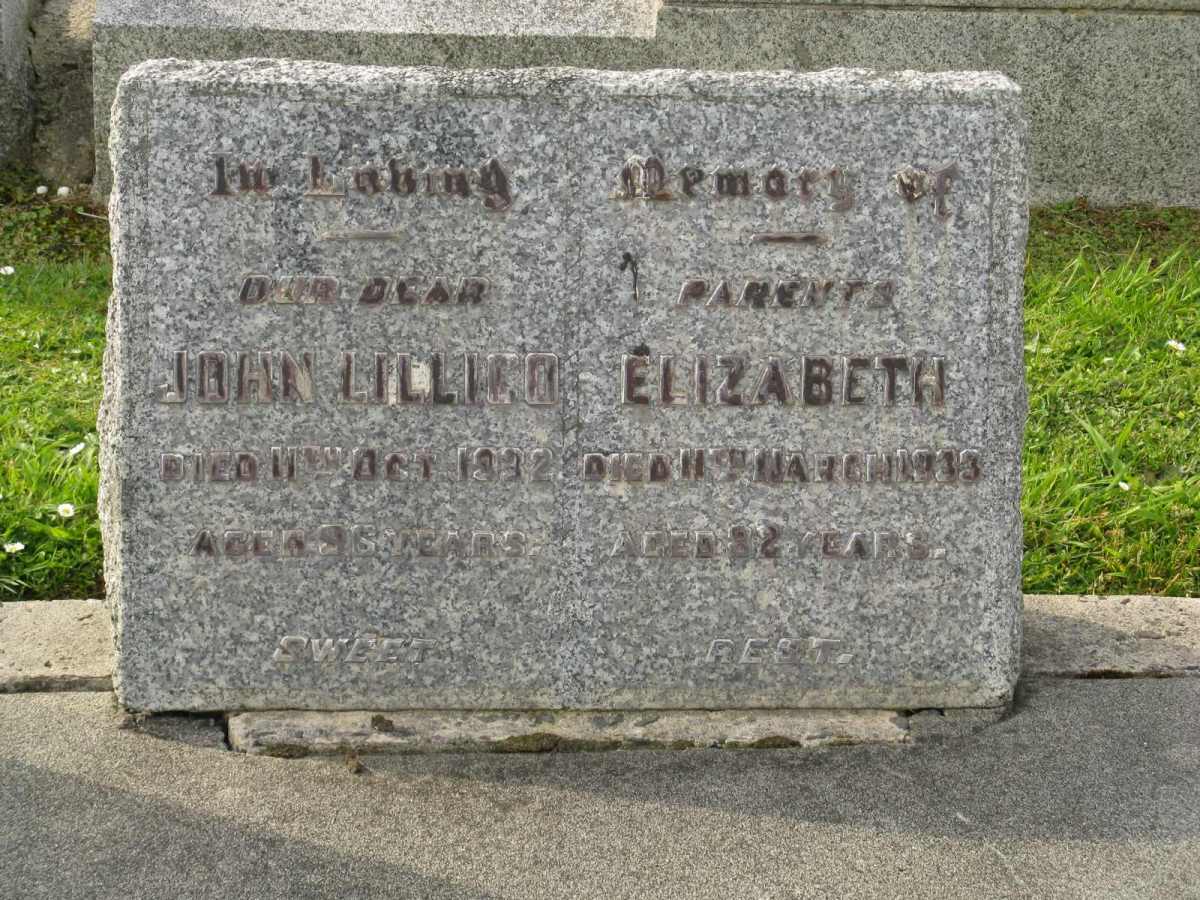 In Loving Memory of
OUR DEAR PARENTS
JOHN LILLICO ELIZABETH
DIED 11TH OCT 1932 DIED 11TH MARCH 1933
AGED 96 YEARS. AGED 92 YEARS.
SWEET REST.